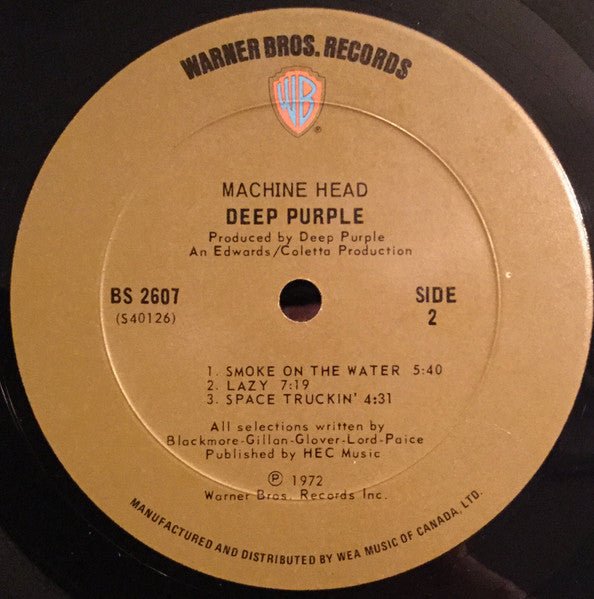 WARNER BROS. RECORDS
WB
®
MACHINE HEAD
DEEP PURPLE
Produced by Deep Purple
An Edwards/Coletta Production
BS 2607
(S40126)
SIDE
2
1. SMOKE ON THE WATER 5:40
2. LAZY 7:19
3. SPACE TRUCKIN' 4:31
All selections written by
Blackmore-Gillan-Glover-Lord-Paice
Published by HEC Music
℗ 1972
Warner Bros. Records Inc.
MANUFACTURED AND DISTRIBUTED BY WEA MUSIC OF CANADA, LTD.